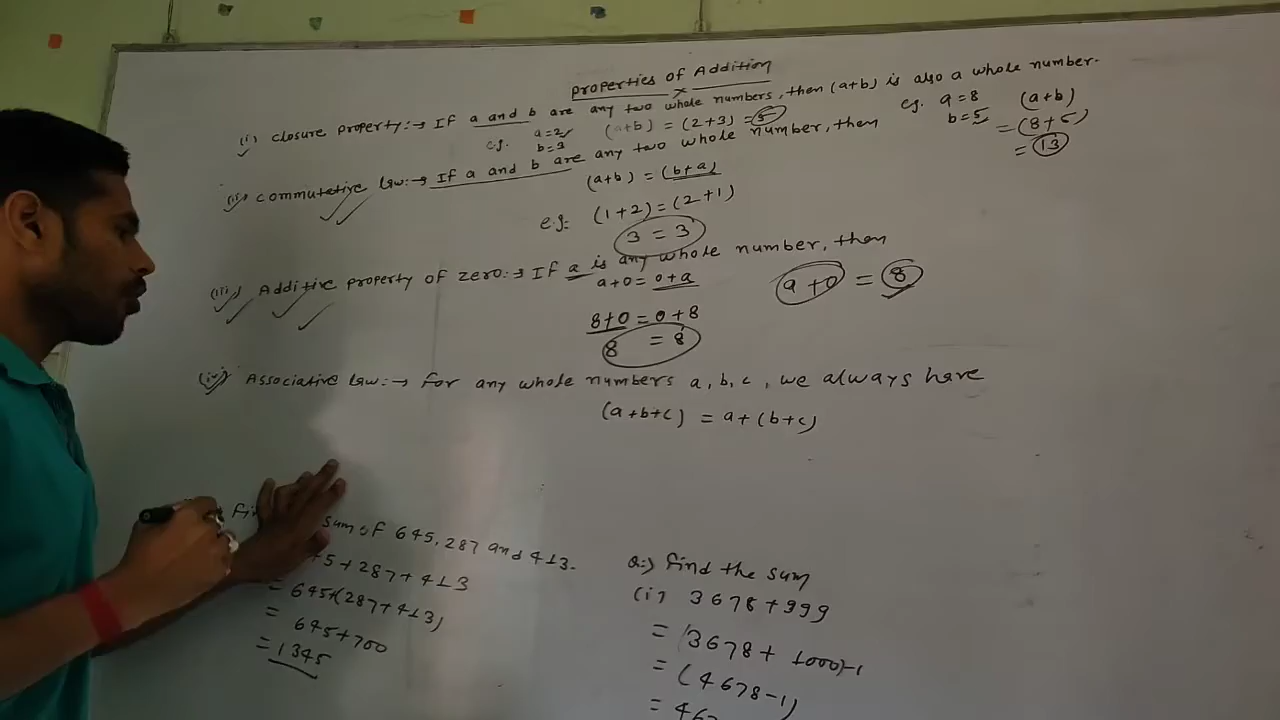 Properties of Addition
×
(i) closure property:→ If a and b are any two whole numbers, then (a+b) is also a whole number.
e.g. a=2 (a+b) = (2+3) = 5
b=3
eg. a=8 (a+b)
b=5 =(8+5)
= 13
(ii) commutetive law:→ If a and b are any two whole number, then
(a+b) = (b+a)
e.g: (1+2)=(2+1)
3 = 3
(iii) Additive property of zero:→ If a is any whole number, then
a+0=0+a
a+0 = 8
8+0=0+8
8 = 8
(iv) Associative law:→ for any whole numbers a, b, c, we always have
(a+b+c) = a+(b+c)
sum of 645, 287 and 413.
5+287+413
= 645+(287+413)
= 645+700
=1345
Q:) find the sum
(i) 3678+999
= (3678+1000)-1
= (4678-1)
= 46